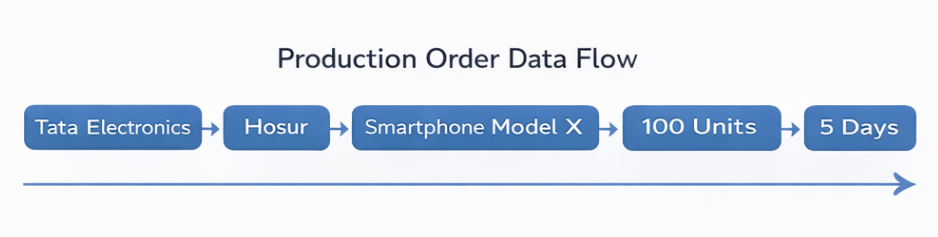 Production Order Data Flow
Tata Electronics
Hosur
Smartphone Model X
100 Units
5 Days